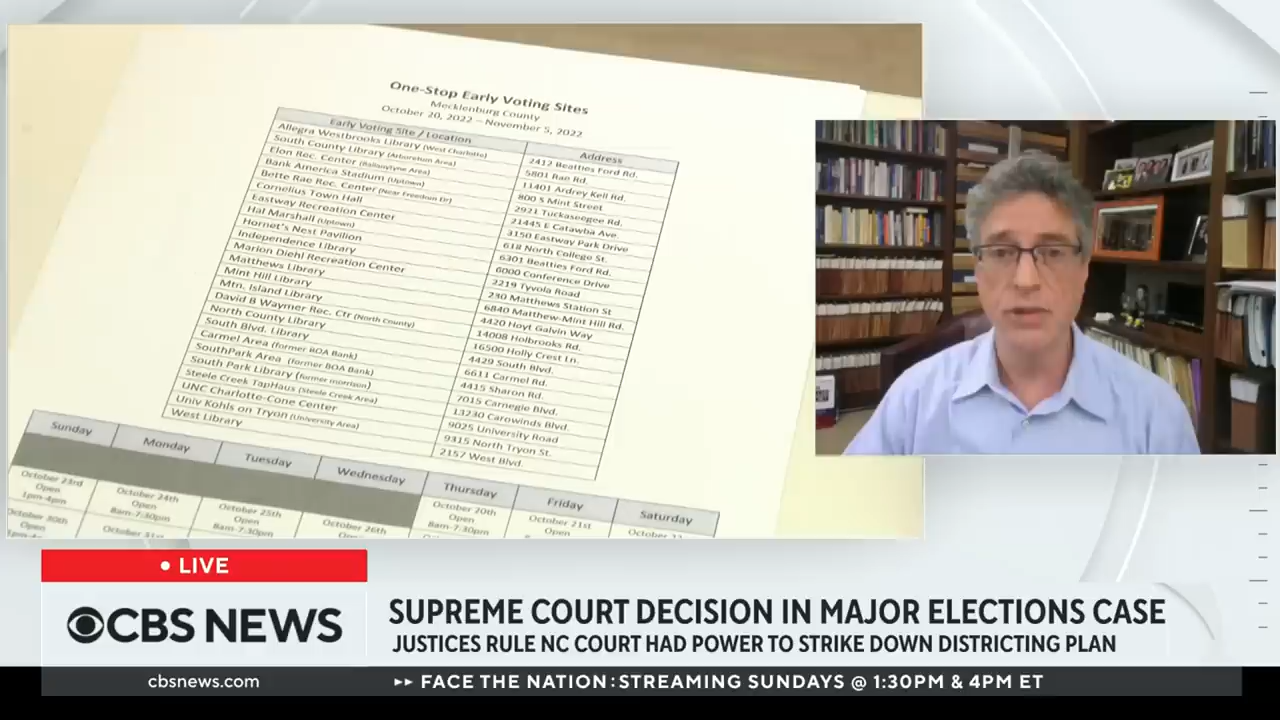 One-Stop Early Voting Sites
Mecklenburg County
October 20, 2022 – November 5, 2022
Early Voting Site / Location Address
Allegra Westbrooks Library (West Charlotte) 2412 Beatties Ford Rd.
South County Library (Arboretum Area) 5801 Rae Rd.
Elon Rec. Center (Ballantyne Area) 11401 Ardrey Kell Rd.
Bank America Stadium (Uptown) 800 S Mint Street
Bette Rae Rec. Center (Near Freedom Dr) 2921 Tuckaseegee Rd.
Cornelius Town Hall 21445 E Catawba Ave.
Eastway Recreation Center 3150 Eastway Park Drive
Hal Marshall (Uptown) 618 North College St.
Hornet's Nest Pavilion 6301 Beatties Ford Rd.
Independence Library 6000 Conference Drive
Marion Diehl Recreation Center 2219 Tyvola Road
Matthews Library 230 Matthews Station St
Mint Hill Library 6840 Matthew-Mint Hill Rd.
Mtn. Island Library 4420 Hoyt Galvin Way
David B Waymer Rec. Ctr (North County) 14008 Holbrooks Rd.
North County Library 16500 Holly Crest Ln.
South Blvd. Library 4429 South Blvd.
Carmel Area (former BOA Bank) 6611 Carmel Rd.
SouthPark Area (former BOA Bank) 4415 Sharon Rd.
South Park Library (former morrison) 7015 Carnegie Blvd.
Steele Creek TapHaus (Steele Creek Area) 13230 Carowinds Blvd.
UNC Charlotte-Cone Center 9025 University Road
Univ Kohls on Tryon (University Area) 9315 North Tryon St.
West Library 2157 West Blvd.
Sunday Monday Tuesday Wednesday Thursday Friday Saturday
October 23rd October 24th October 25th October 26th October 20th October 21st October
Open Open Open Open Open
1pm-4pm 8am-7:30pm 8am-7:30pm 8am-7:30pm
October 30th October 31st
• LIVE
CBS NEWS
SUPREME COURT DECISION IN MAJOR ELECTIONS CASE
JUSTICES RULE NC COURT HAD POWER TO STRIKE DOWN DISTRICTING PLAN
cbsnews.com
FACE THE NATION: STREAMING SUNDAYS @ 1:30PM & 4PM ET